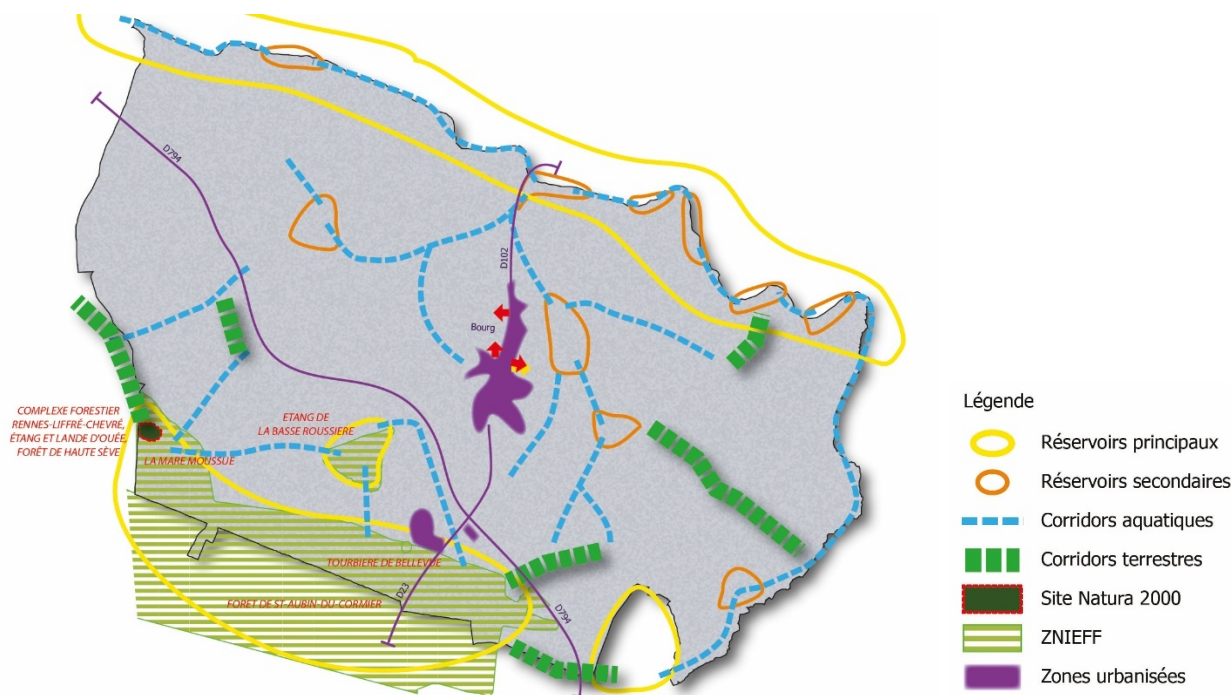 D794
D102
Bourg
COMPLEXE FORESTIER
RENNES-LIFFRÉ-CHEVRÉ,
ÉTANG ET LANDE D'OUÉE,
FORÊT DE HAUTE SÈVE
ETANG DE
LA BASSE ROUSSIERE
LA MARE MOUSSUE
TOURBIERE DE BELLEVUE
FORET DE ST-AUBIN-DU-CORMIER
D23
D794
Légende
Réservoirs principaux
Réservoirs secondaires
Corridors aquatiques
Corridors terrestres
Site Natura 2000
ZNIEFF
Zones urbanisées